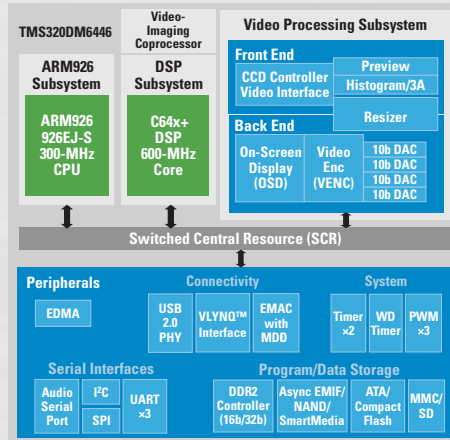 TMS320DM6446
Video-
Imaging
Coprocessor
Video Processing Subsystem
ARM926
Subsystem
DSP
Subsystem
ARM926
926EJ-S
300-MHz
CPU
C64x+
DSP
600-MHz
Core
Front End
CCD Controller
Video Interface
Preview
Histogram/3A
Resizer
Back End
On-Screen
Display
(OSD)
Video
Enc
(VENC)
10b DAC
10b DAC
10b DAC
10b DAC
Switched Central Resource (SCR)
Peripherals
EDMA
Connectivity
USB
2.0
PHY
VLYNQ™
Interface
EMAC
with
MDD
System
Timer
×2
WD
Timer
PWM
×3
Serial Interfaces
Audio
Serial
Port
I²C
SPI
UART
×3
Program/Data Storage
DDR2
Controller
(16b/32b)
Async EMIF/
NAND/
SmartMedia
ATA/
Compact
Flash
MMC/
SD